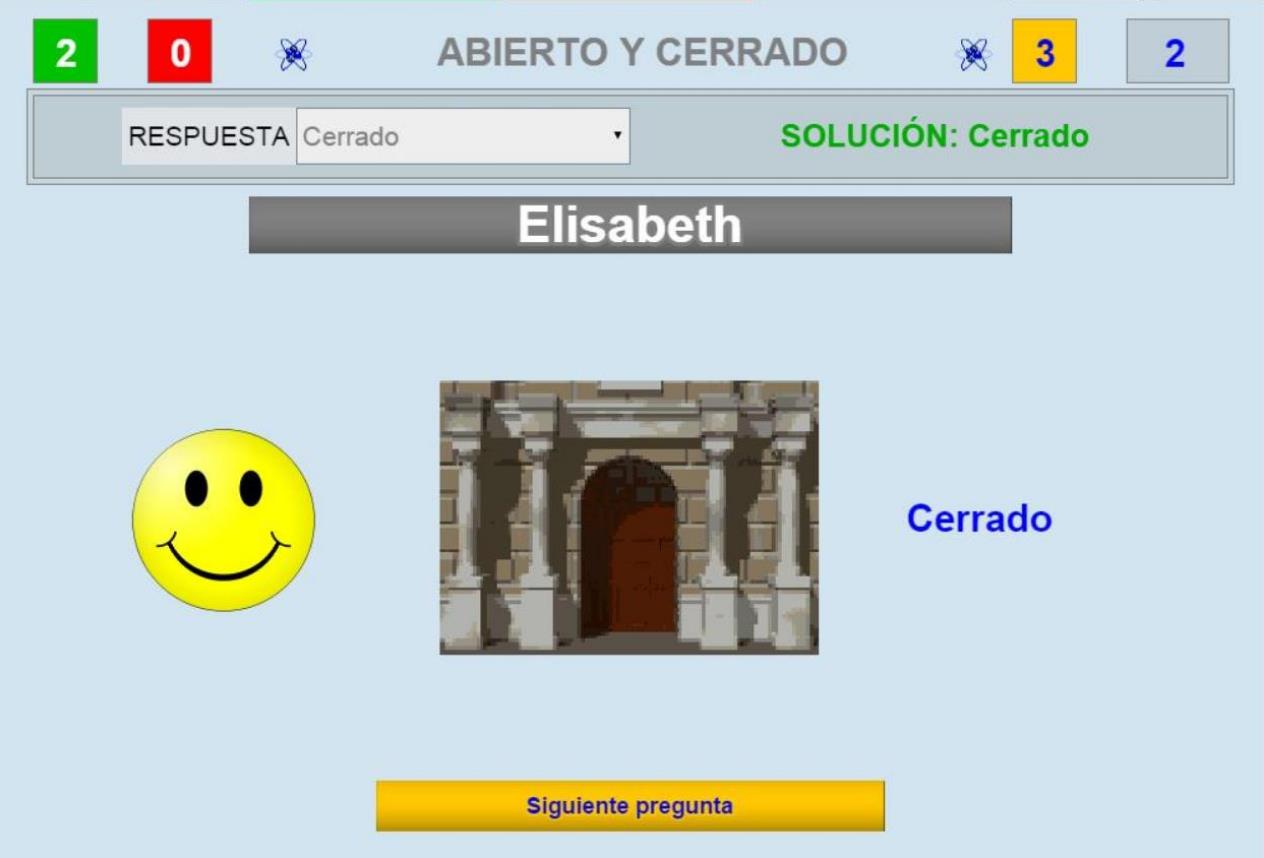 2 0 ABIERTO Y CERRADO 3 2
RESPUESTA Cerrado SOLUCIÓN: Cerrado
Elisabeth
Cerrado
Siguiente pregunta